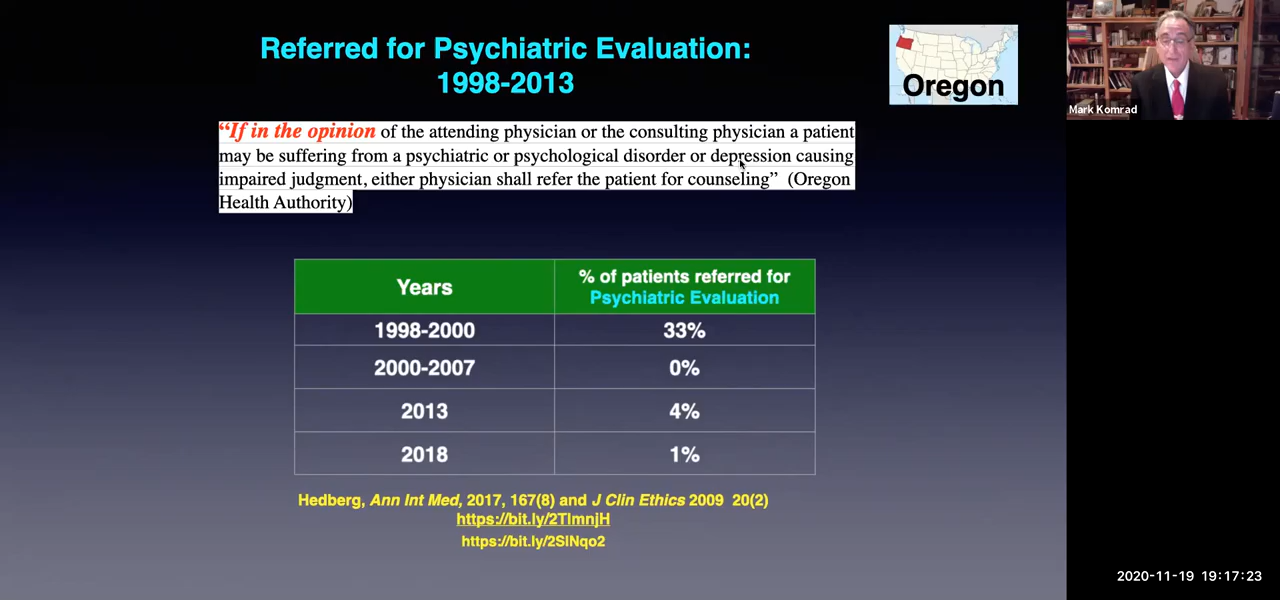 Referred for Psychiatric Evaluation:
1998-2013
Oregon
Mark Komrad
“If in the opinion of the attending physician or the consulting physician a patient
may be suffering from a psychiatric or psychological disorder or depression causing
impaired judgment, either physician shall refer the patient for counseling” (Oregon
Health Authority)
Years
% of patients referred for
Psychiatric Evaluation
1998-2000 33%
2000-2007 0%
2013 4%
2018 1%
Hedberg, Ann Int Med, 2017, 167(8) and J Clin Ethics 2009 20(2)
https://bit.ly/2TlmnjH
https://bit.ly/2SlNqo2
2020-11-19 19:17:23